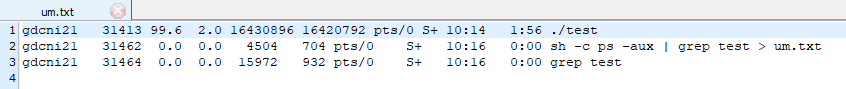 um.txt
1 gdcni21 31413 99.6 2.0 16430896 16420792 pts/0 S+ 10:14 1:56 ./test
2 gdcni21 31462 0.0 0.0 4504 704 pts/0 S+ 10:16 0:00 sh -c ps -aux | grep test > um.txt
3 gdcni21 31464 0.0 0.0 15972 932 pts/0 S+ 10:16 0:00 grep test
4